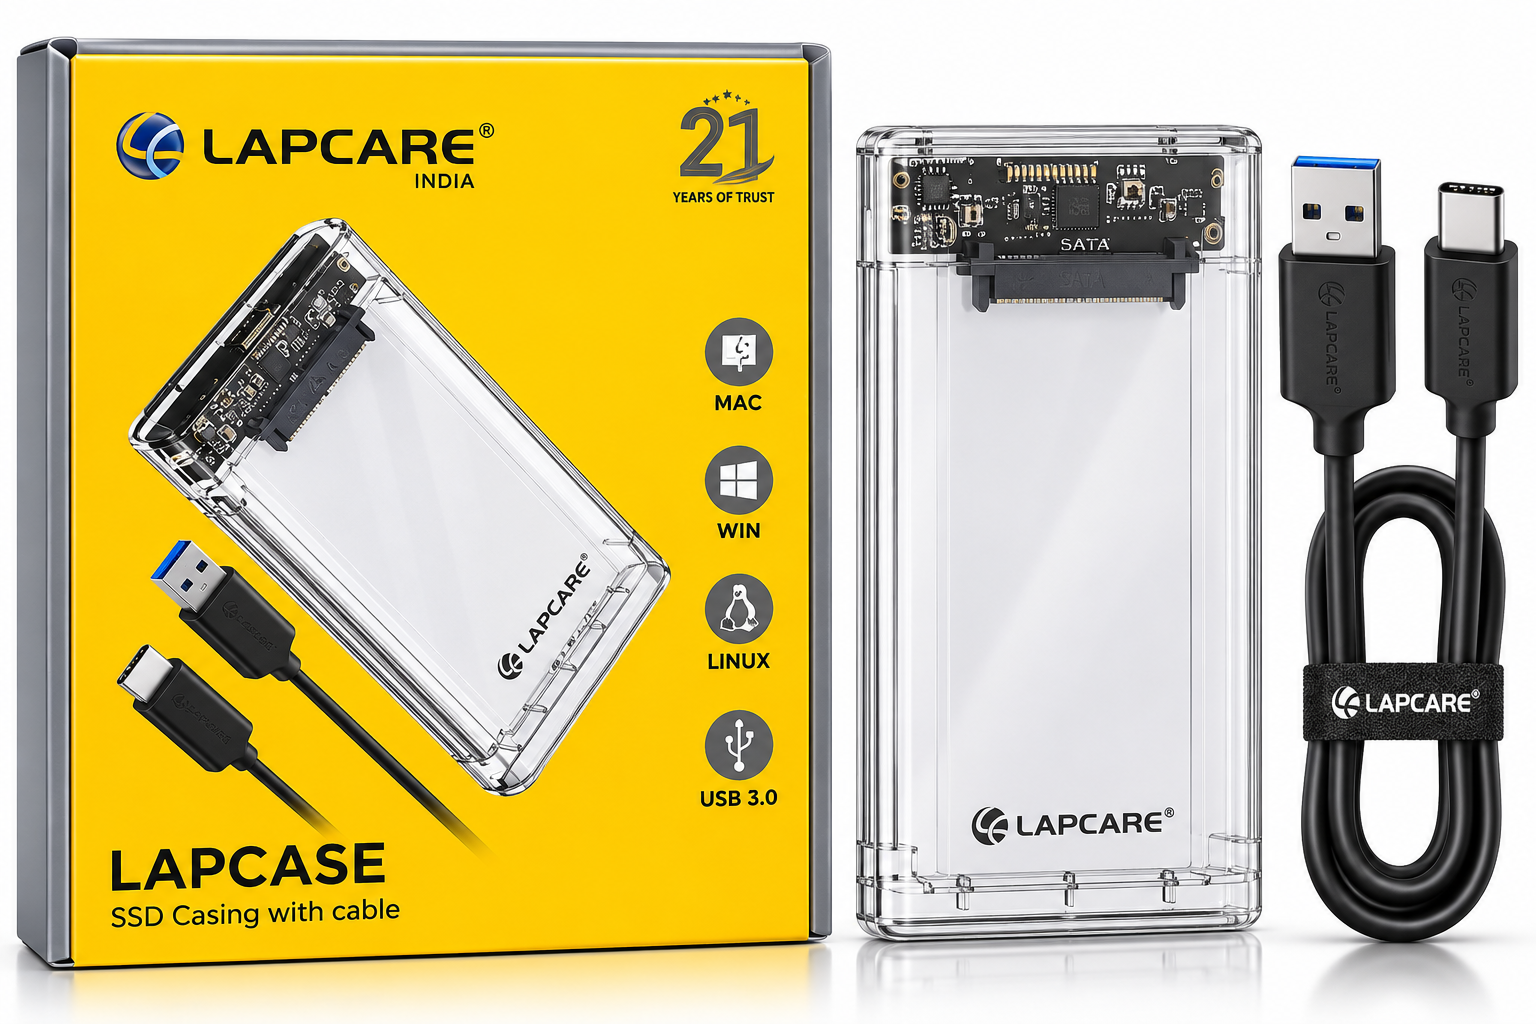 LAPCARE®
INDIA
21
YEARS OF TRUST
MAC
WIN
LINUX
USB 3.0
LAPCARE®
LAPCASE
SSD Casing with cable
SATA
SATA
LAPCARE®
LAPCARE®
LAPCARE®
LAPCARE®